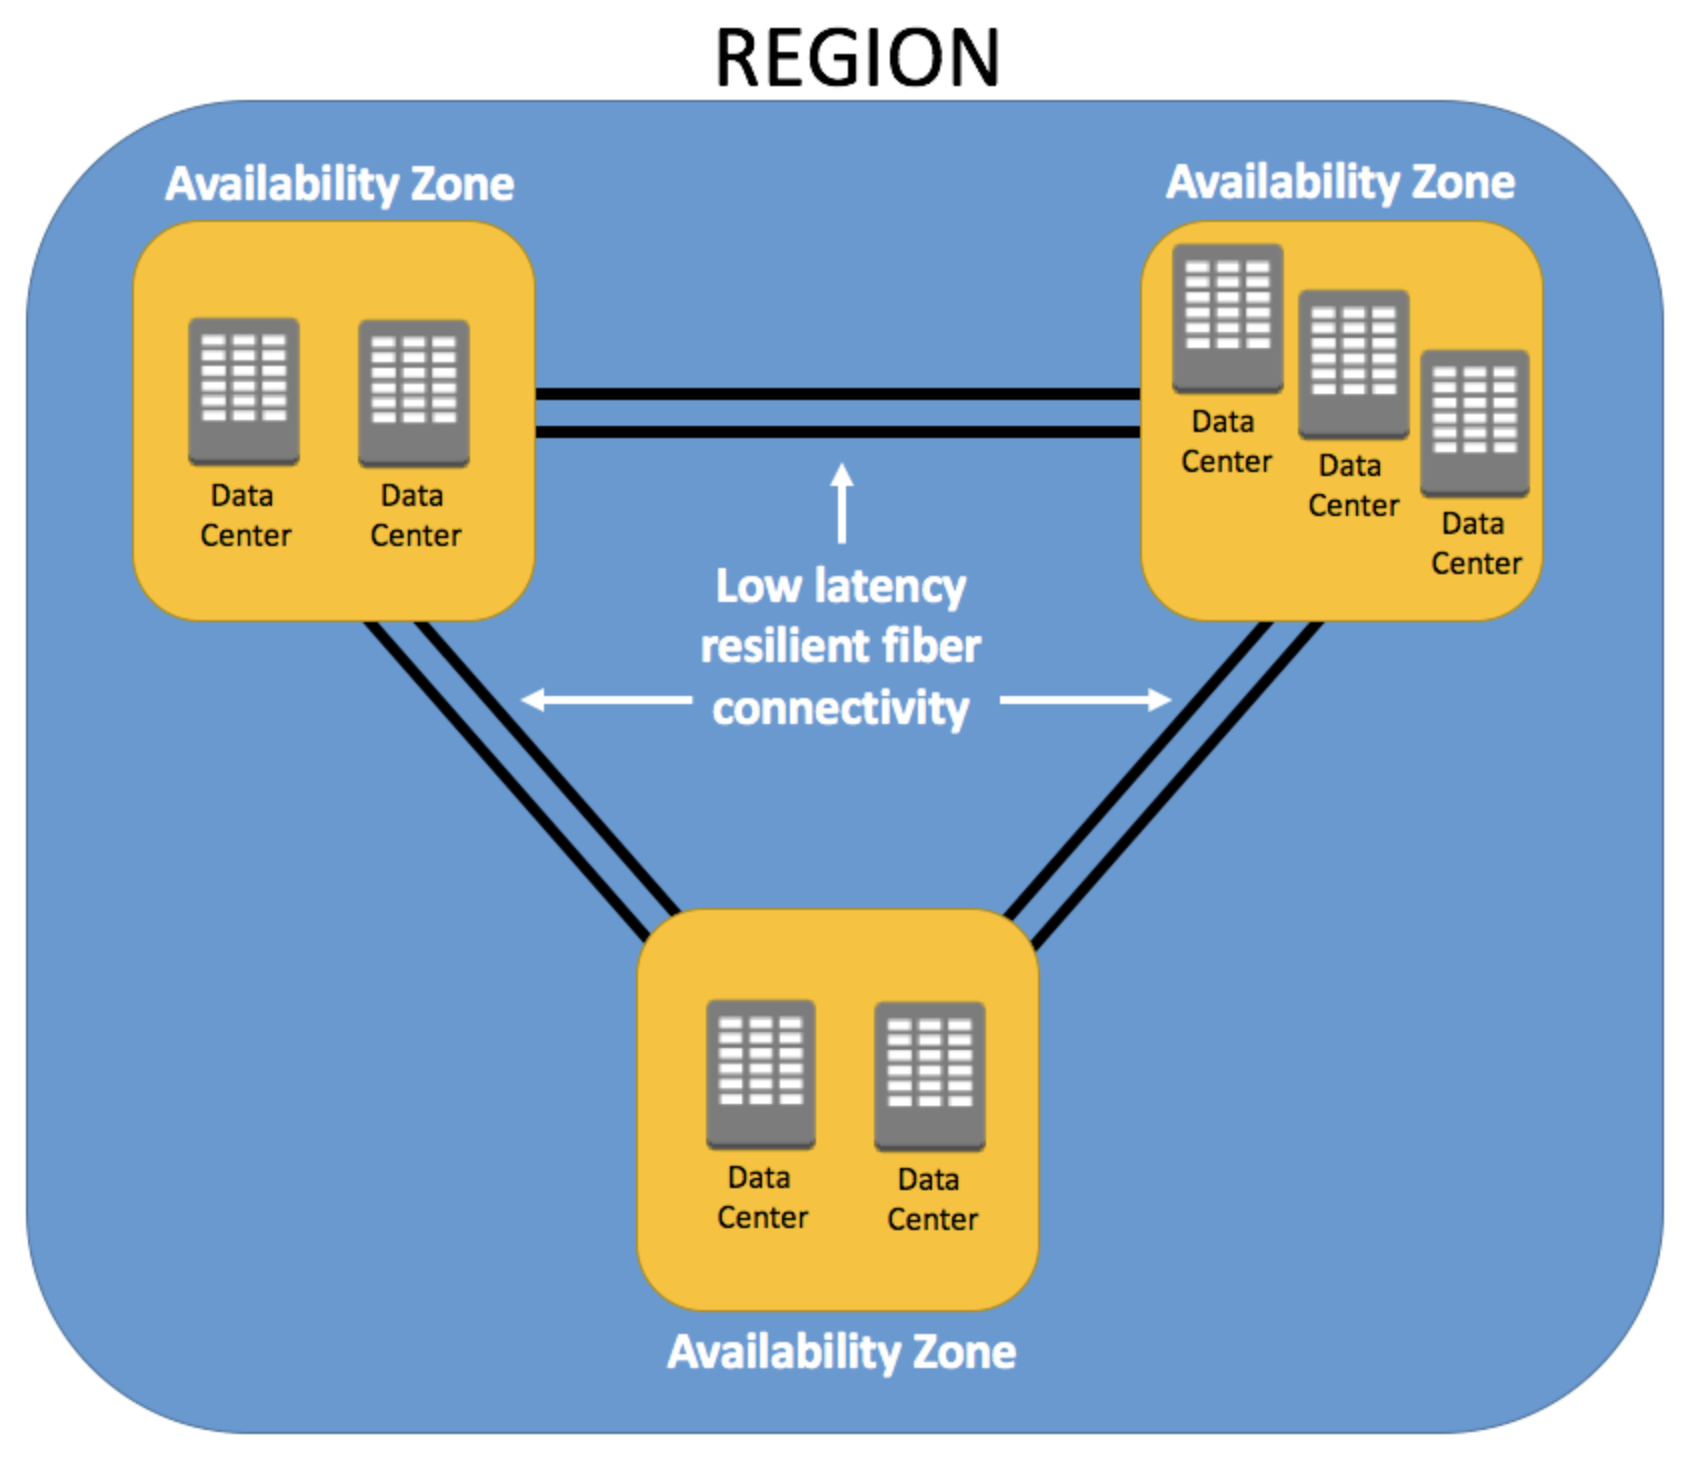 REGION
Availability Zone
Data
Center
Data
Center
Availability Zone
Data
Center
Data
Center
Data
Center
Low latency
resilient fiber
connectivity
Data
Center
Data
Center
Availability Zone